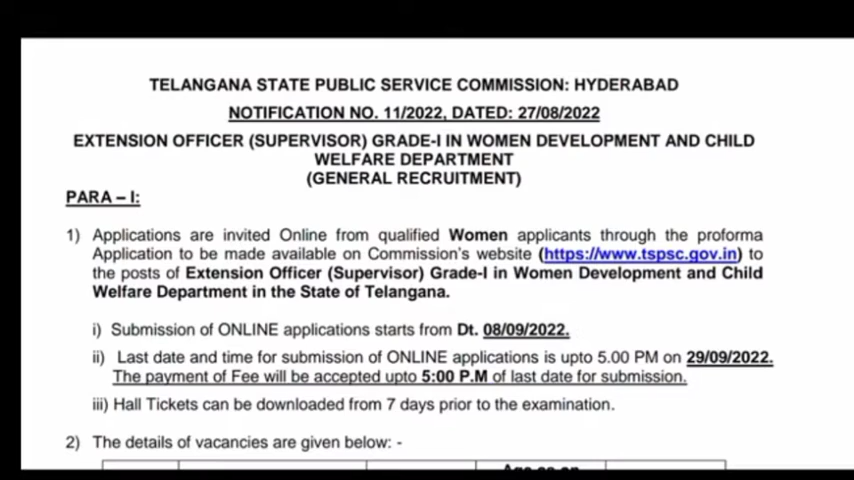 TELANGANA STATE PUBLIC SERVICE COMMISSION: HYDERABAD
NOTIFICATION NO. 11/2022, DATED: 27/08/2022
EXTENSION OFFICER (SUPERVISOR) GRADE-I IN WOMEN DEVELOPMENT AND CHILD
WELFARE DEPARTMENT
(GENERAL RECRUITMENT)
PARA – I:
1) Applications are invited Online from qualified Women applicants through the proforma
Application to be made available on Commission's website (https://www.tspsc.gov.in) to
the posts of Extension Officer (Supervisor) Grade-I in Women Development and Child
Welfare Department in the State of Telangana.
i) Submission of ONLINE applications starts from Dt. 08/09/2022.
ii) Last date and time for submission of ONLINE applications is upto 5.00 PM on 29/09/2022.
The payment of Fee will be accepted upto 5:00 P.M of last date for submission.
iii) Hall Tickets can be downloaded from 7 days prior to the examination.
2) The details of vacancies are given below: -
Age as on